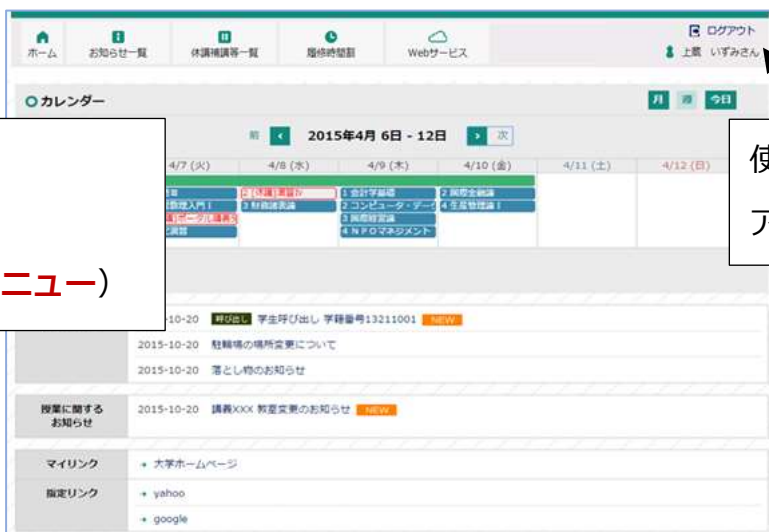 ホーム
お知らせ一覧
休講補講等一覧
履修時間割
Webサービス
ログアウト
上蔵 いずみさん
カレンダー
月 週 今日
前 2015年4月 6日 - 12日 次
4/7 (火) 4/8 (水) 4/9 (木) 4/10 (金) 4/11 (土) 4/12 (日)
3 財務諸表論
1 会計学基礎
2 コンピュータ・デー
3 国際経営論
4 NPOマネジメント
2 国際金融論
4 生産管理論 I
使
ア
ニュー）
-10-20 呼び出し 学生呼び出し 学籍番号13211001 NEW
2015-10-20 駐輪場の場所変更について
2015-10-20 落とし物のお知らせ
授業に関する
お知らせ
2015-10-20 講義XXX 教室変更のお知らせ NEW
マイリンク
大学ホームページ
指定リンク
yahoo
google